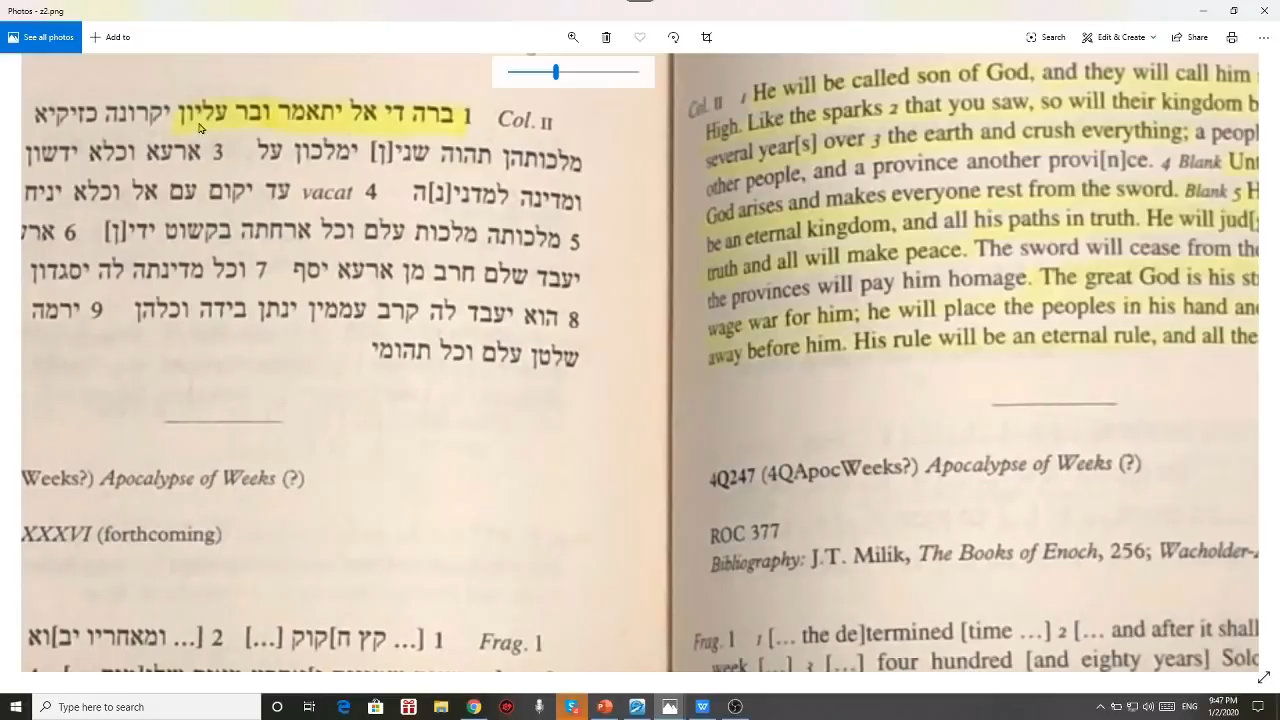 Photos - z2.png
See all photos
Add to
Search
Edit & Create
Share
Col. II 1 ברה די אל יתאמר ובר עליון יקרונה כזיקיא
מלכותהן תהוה שני[ן] ימלכון על 3 ארעא וכלא ידשון
ומדינה למדינ[נ]ה 4 vacat עד יקום עם אל וכלא יניח
5 מלכותה מלכות עלם וכל ארחתה בקשוט ידי[ן]
יעבד שלם חרב מן ארעא יסף 7 וכל מדינתה לה יסגדון
8 הוא יעבד לה קרב עממין ינתן בידה וכלהן 9 ירמה
שלטן עלם וכל תהומי
Weeks?) Apocalypse of Weeks (?)
XXXVI (forthcoming)
Frag. 1 1 [... קץ ח]קוק [...] 2 [... ומאחריו יב]וא
Col. II 1 He will be called son of God, and they will call him
High. Like the sparks 2 that you saw, so will their kingdom b
several year[s] over 3 the earth and crush everything; a peopl
other people, and a province another provi[n]ce. 4 Blank Unt
God arises and makes everyone rest from the sword. Blank 5 H
be an eternal kingdom, and all his paths in truth. He will jud[
truth and all will make peace. The sword will cease from the
the provinces will pay him homage. The great God is his st
wage war for him; he will place the peoples in his hand and
away before him. His rule will be an eternal rule, and all the
4Q247 (4QApocWeeks?) Apocalypse of Weeks (?)
ROC 377
Bibliography: J.T. Milik, The Books of Enoch, 256; Wacholder-
Frag. 1 1 [... the de]termined [time ...] 2 [... and after it shall
week [...] 3 [...] four hundred [and eighty years] Solo
Type here to search
ENG
9:47 PM
1/2/2020